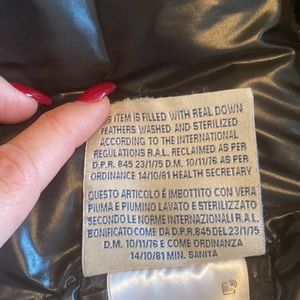 ITEM IS FILLED WITH REAL DOWN
FEATHERS WASHED AND STERILIZED
ACCORDING TO THE INTERNATIONAL
REGULATIONS R.A.L. RECLAIMED AS PER
D.P.R. 845 23/1/75 D.M. 10/11/76 AS PER
ORDINANCE 14/10/81 HEALTH SECRETARY
QUESTO ARTICOLO È IMBOTTITO CON VERA
PIUMA E PIUMINO LAVATO E STERILIZZATO
SECONDO LE NORME INTERNAZIONALI R.A.L.
BONIFICATO COME DA D.P.R. 845 DEL 23/1/75
D.M. 10/11/76 E COME ORDINANZA
14/10/81 MIN. SANITA